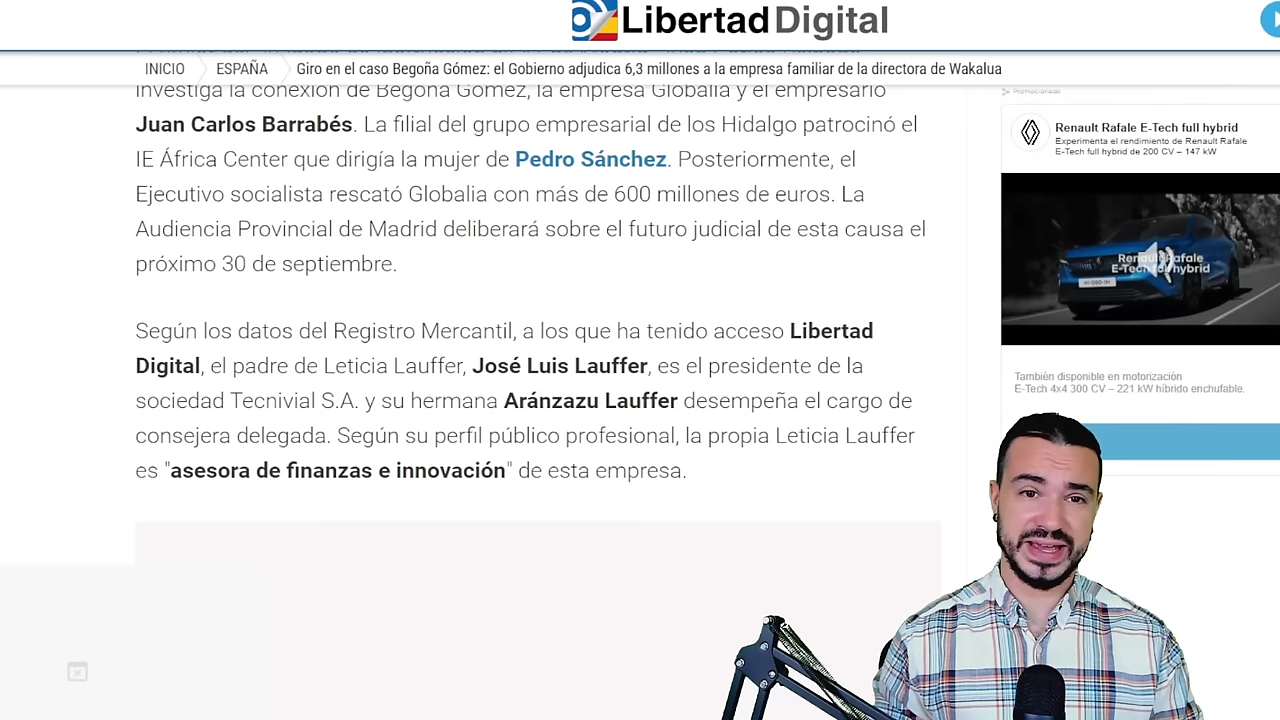 Libertad Digital
INICIO
ESPAÑA
Giro en el caso Begoña Gómez: el Gobierno adjudica 6,3 millones a la empresa familiar de la directora de Wakalua
investiga la conexión de Begoña Gómez, la empresa Globalia y el empresario
Juan Carlos Barrabés. La filial del grupo empresarial de los Hidalgo patrocinó el
IE África Center que dirigía la mujer de Pedro Sánchez. Posteriormente, el
Ejecutivo socialista rescató Globalia con más de 600 millones de euros. La
Audiencia Provincial de Madrid deliberará sobre el futuro judicial de esta causa el
próximo 30 de septiembre.
Según los datos del Registro Mercantil, a los que ha tenido acceso Libertad
Digital, el padre de Leticia Lauffer, José Luis Lauffer, es el presidente de la
sociedad Tecnivial S.A. y su hermana Aránzazu Lauffer desempeña el cargo de
consejera delegada. Según su perfil público profesional, la propia Leticia Lauffer
es "asesora de finanzas e innovación" de esta empresa.
Promocionado
Renault Rafale E-Tech full hybrid
Experimenta el rendimiento de Renault Rafale
E-Tech full hybrid de 200 CV – 147 kW
Renault Rafale
E-Tech full hybrid
También disponible en motorización
E-Tech 4x4 300 CV – 221 kW híbrido enchufable.